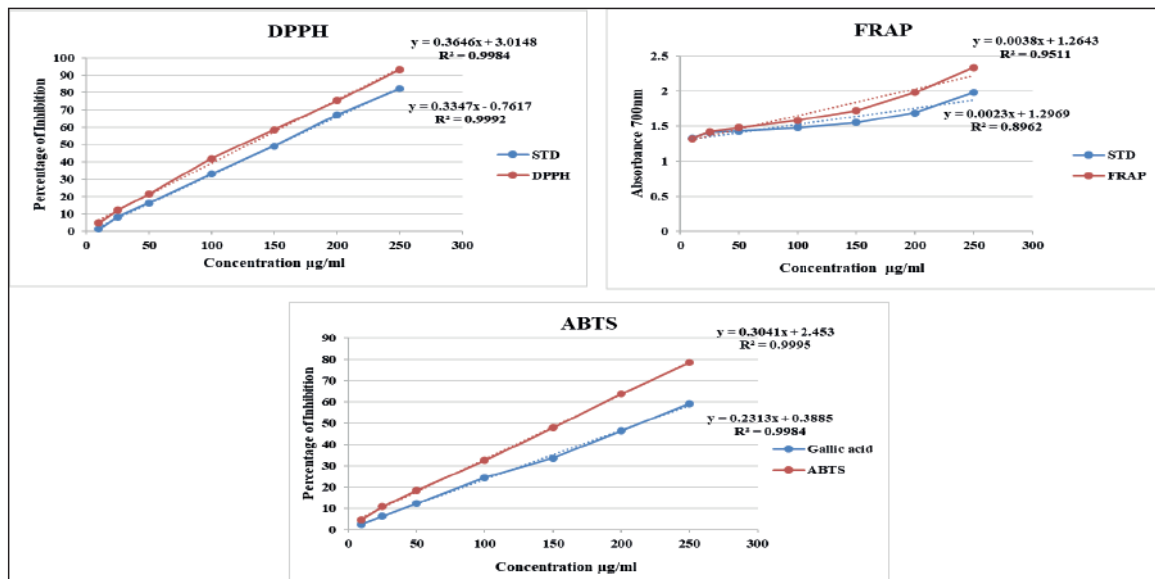 DPPH
y = 0.3646x + 3.0148
R² = 0.9984
y = 0.3347x - 0.7617
R² = 0.9992
Percentage of Inhibition
100
90
80
70
60
50
40
30
20
10
0
0 50 100 150 200 250 300
Concentration µg/ml
STD
DPPH
FRAP
y = 0.0038x + 1.2643
R² = 0.9511
y = 0.0023x + 1.2969
R² = 0.8962
Absorbance 700nm
2.5
2
1.5
1
0.5
0
0 50 100 150 200 250 300
Concentration µg/ml
STD
FRAP
ABTS
y = 0.3041x + 2.453
R² = 0.9995
y = 0.2313x + 0.3885
R² = 0.9984
Percentage of Inhibition
90
80
70
60
50
40
30
20
10
0
0 50 100 150 200 250 300
Concentration µg/ml
Gallic acid
ABTS